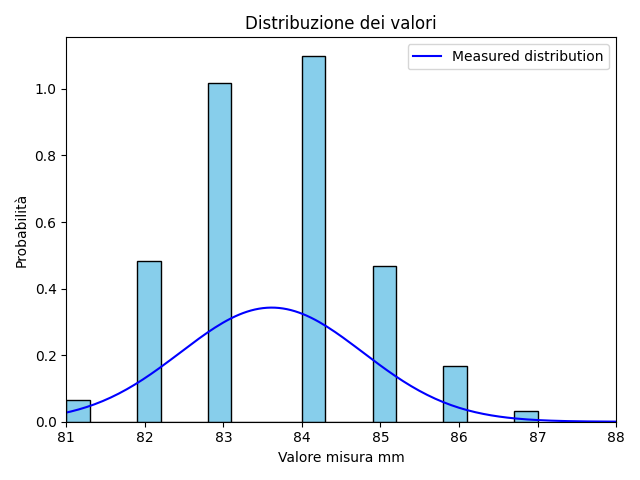 Distribuzione dei valori
Measured distribution
Probabilità
1.0
0.8
0.6
0.4
0.2
0.0
81 82 83 84 85 86 87 88
Valore misura mm